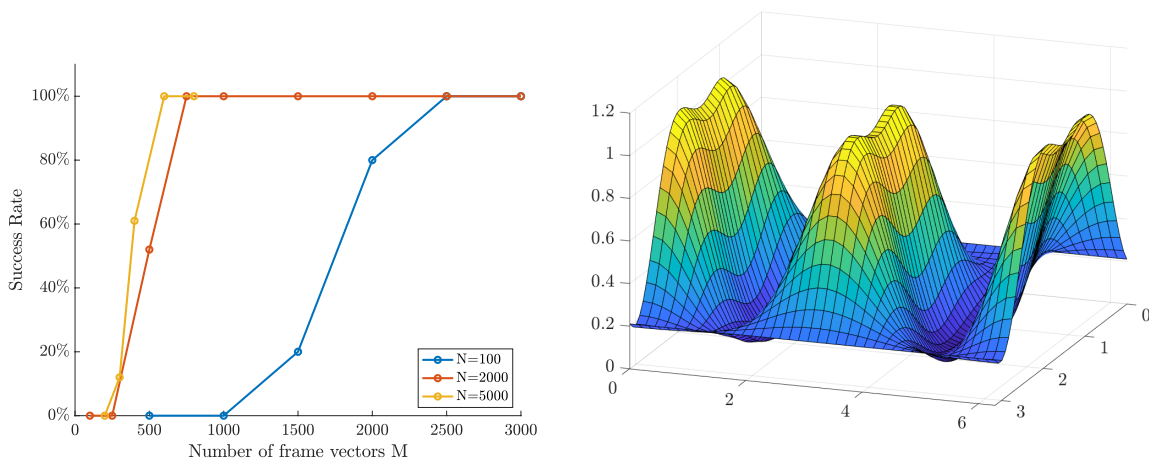 100%
80%
60%
40%
20%
0%
Success Rate
0 500 1000 1500 2000 2500 3000
Number of frame vectors M
N=100
N=2000
N=5000
1.2
1
0.8
0.6
0.4
0.2
0
0 2 4 6
0 1 2 3